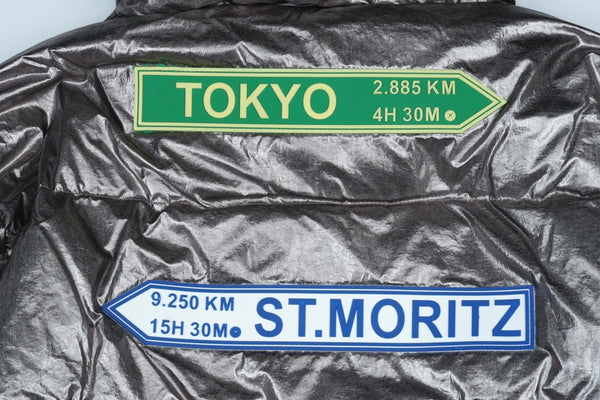 TOKYO
2.885 KM
4H 30M
9.250 KM
15H 30M
ST.MORITZ